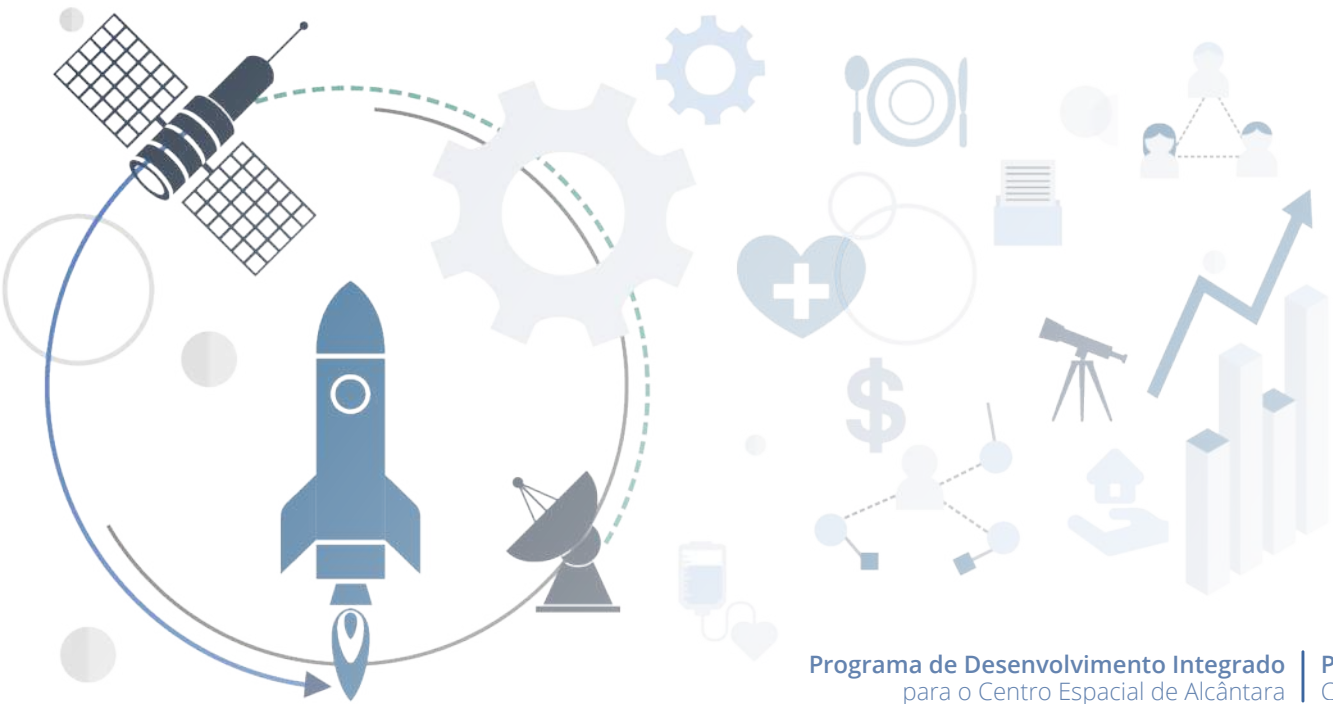 Programa de Desenvolvimento Integrado
para o Centro Espacial de Alcântara